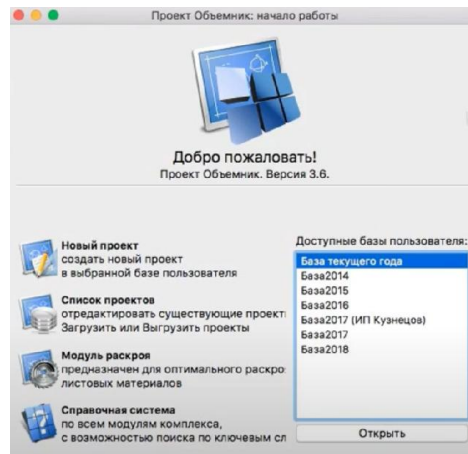 Проект Объемник: начало работы
Добро пожаловать!
Проект Объемник. Версия 3.6.
Новый проект
создать новый проект
в выбранной базе пользователя
Список проектов
отредактировать существующие проект
Загрузить или Выгрузить проекты
Модуль раскроя
предназначен для оптимального раскро
листовых материалов
Справочная система
по всем модулям комплекса,
с возможностью поиска по ключевым сл
Доступные базы пользователя:
База текущего года
База2014
База2015
База2016
База2017 (ИП Кузнецов)
База2017
База2018
Открыть